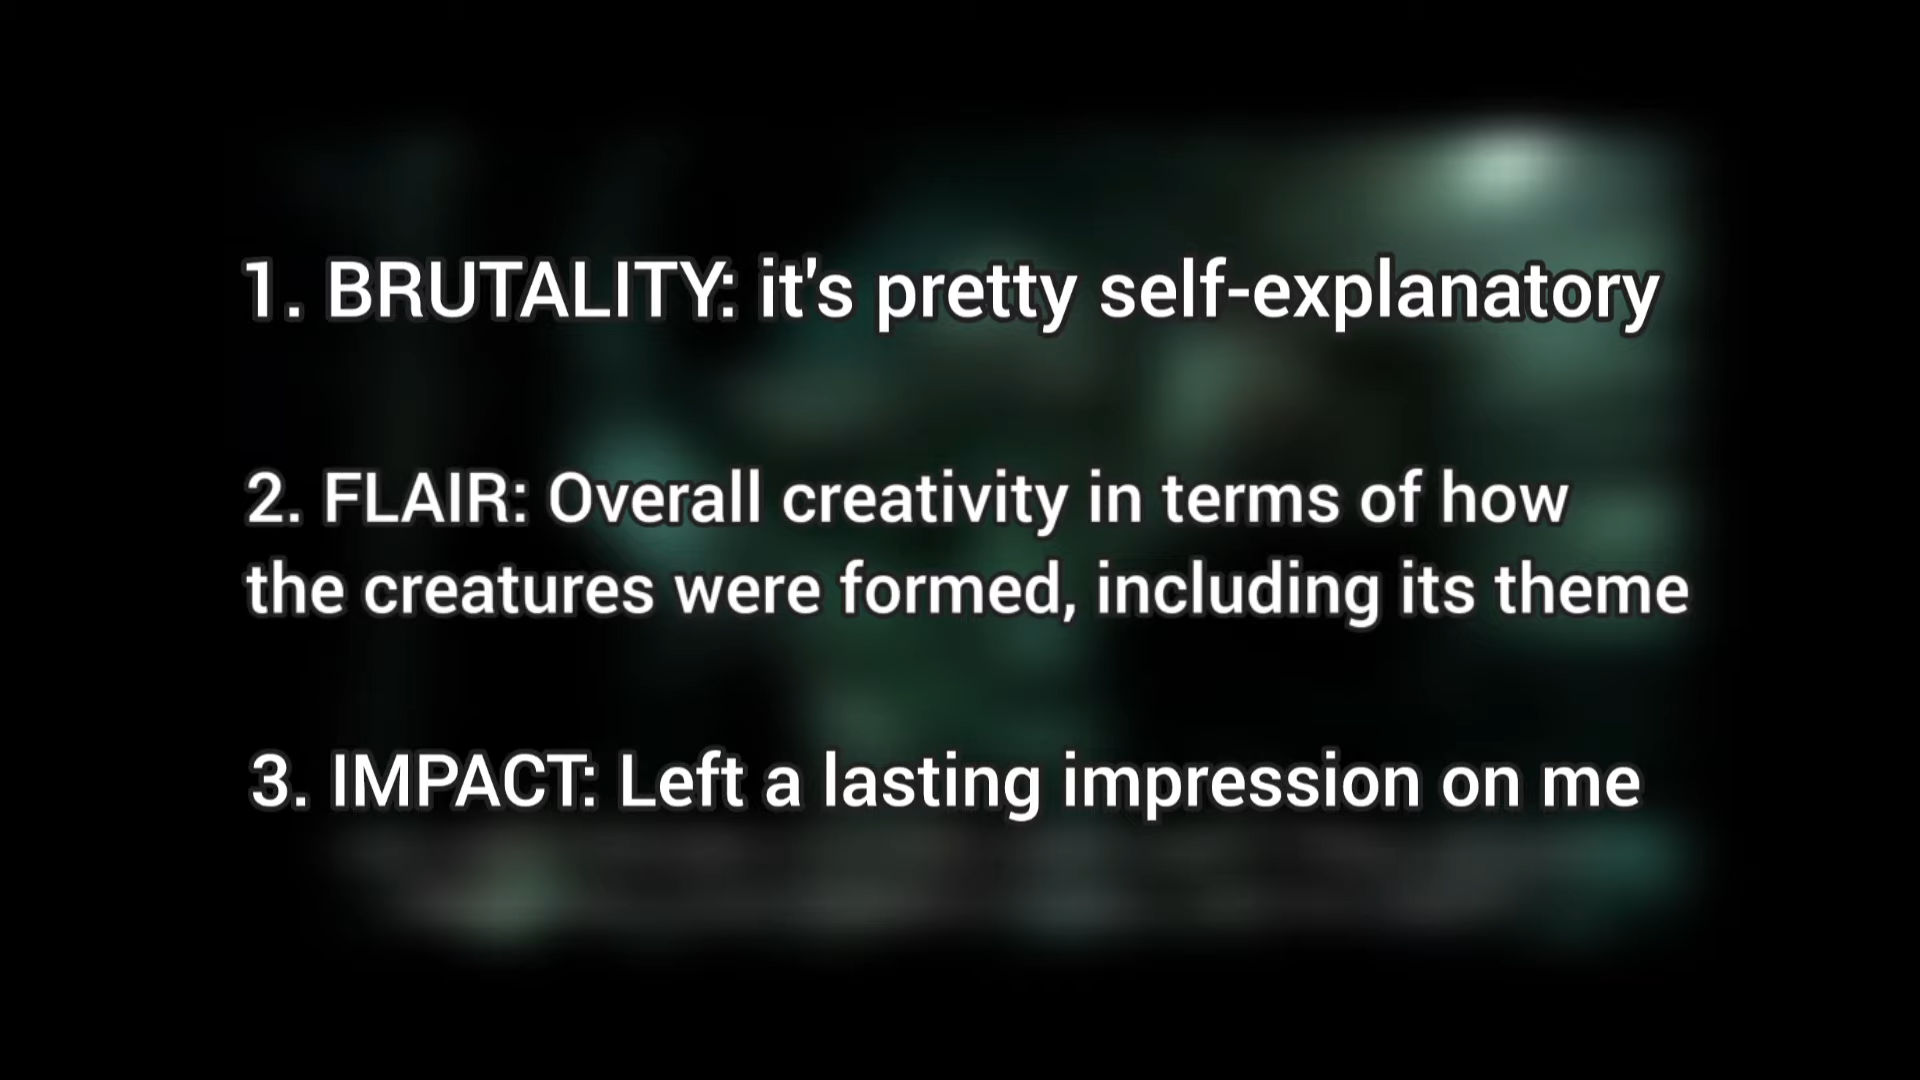 1. BRUTALITY: it's pretty self-explanatory
2. FLAIR: Overall creativity in terms of how
the creatures were formed, including its theme
3. IMPACT: Left a lasting impression on me